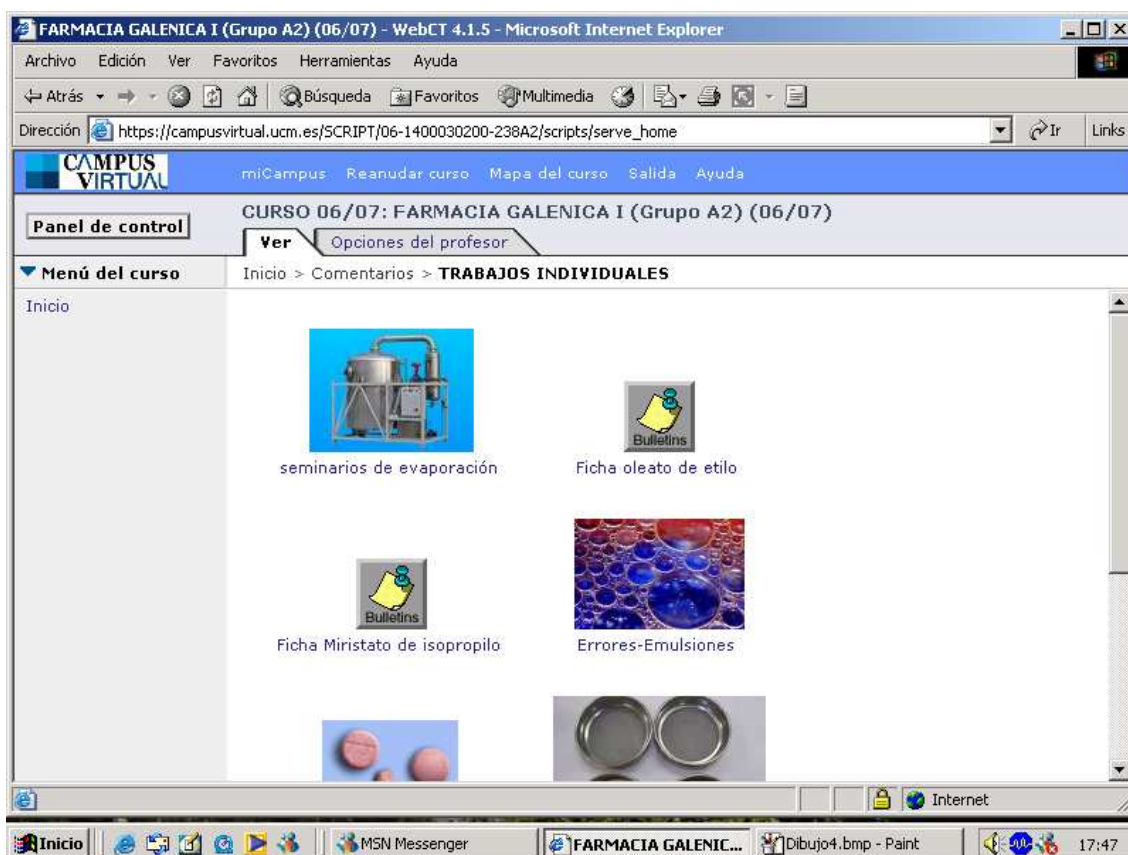 FARMACIA GALENICA I (Grupo A2) (06/07) - WebCT 4.1.5 - Microsoft Internet Explorer
Archivo Edición Ver Favoritos Herramientas Ayuda
Atrás Búsqueda Favoritos Multimedia
Dirección https://campusvirtual.ucm.es/SCRIPT/06-1400030200-238A2/scripts/serve_home Ir Links
CAMPUS
VIRTUAL
miCampus Reanudar curso Mapa del curso Salida Ayuda
Panel de control
CURSO 06/07: FARMACIA GALENICA I (Grupo A2) (06/07)
Ver Opciones del profesor
Menú del curso
Inicio > Comentarios > TRABAJOS INDIVIDUALES
Inicio
Bulletins
seminarios de evaporación Ficha oleato de etilo
Bulletins
Ficha Miristato de isopropilo Errores-Emulsiones
Internet
Inicio MSN Messenger FARMACIA GALENIC... Dibujo4.bmp - Paint 17:47